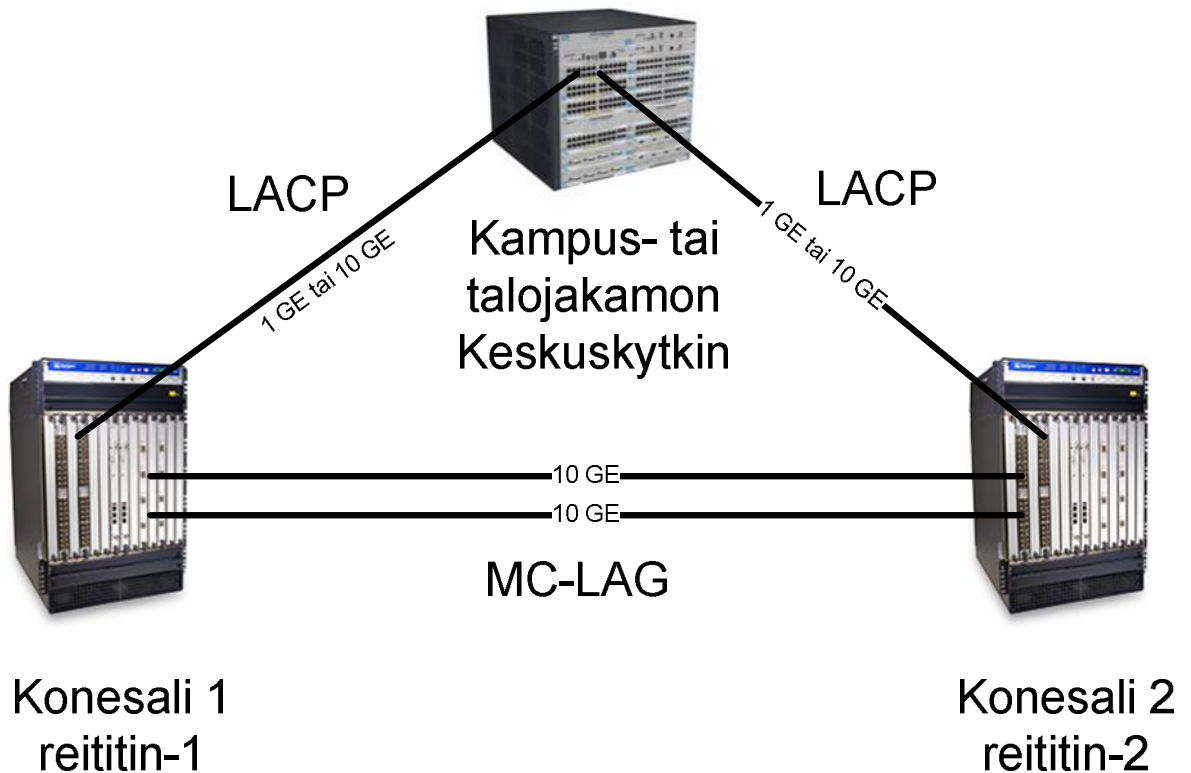 LACP
LACP
1 GE tai 10 GE
1 GE tai 10 GE
Kampus- tai
talojakamon
Keskuskytkin
10 GE
10 GE
MC-LAG
Konesali 1
reititin-1
Konesali 2
reititin-2